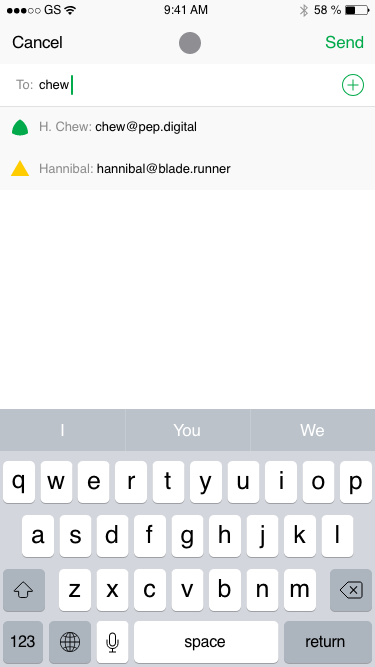 GS 9:41 AM 58 %
Cancel Send
To: chew
H. Chew: chew@pep.digital
Hannibal: hannibal@blade.runner
I You We
q w e r t y u i o p
a s d f g h j k l
z x c v b n m
123 space return